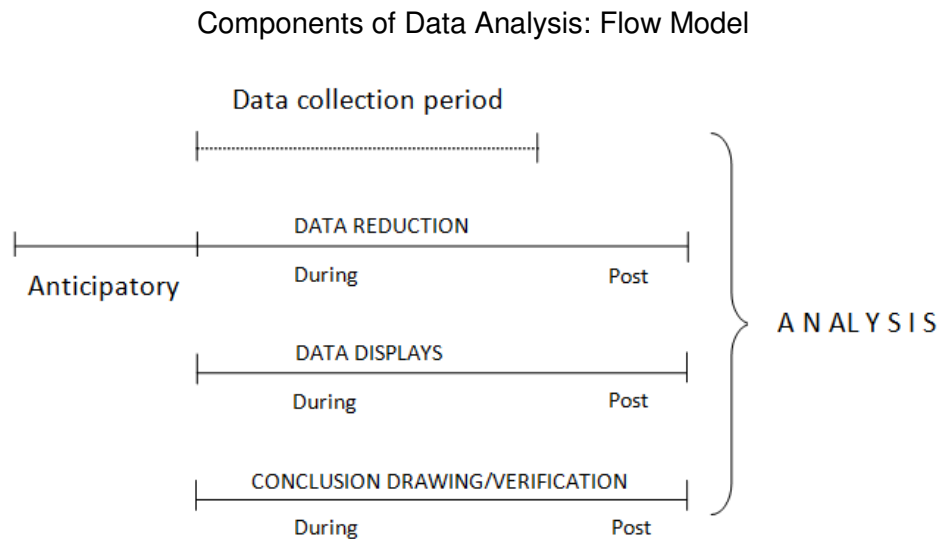 Components of Data Analysis: Flow Model
Data collection period
DATA REDUCTION
Anticipatory
During
Post
DATA DISPLAYS
During
Post
A N A L Y S I S
CONCLUSION DRAWING/VERIFICATION
During
Post